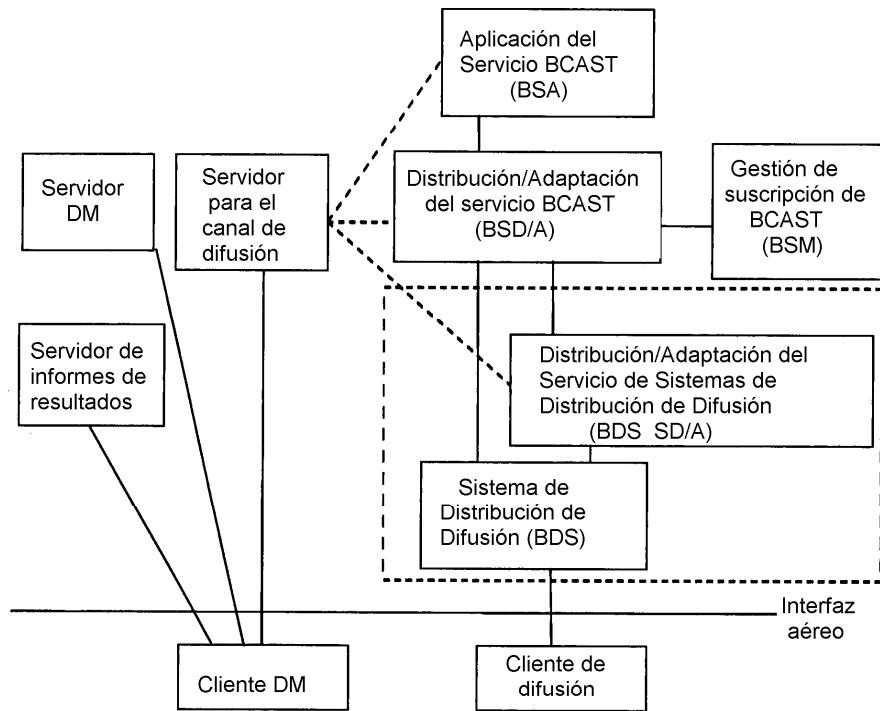 Aplicación del
Servicio BCAST
(BSA)
Servidor
DM
Servidor
para el
canal de
difusión
Distribución/Adaptación
del servicio BCAST
(BSD/A)
Gestión de
suscripción de
BCAST
(BSM)
Servidor de
informes de
resultados
Distribución/Adaptación del
Servicio de Sistemas de
Distribución de Difusión
(BDS SD/A)
Sistema de
Distribución de
Difusión (BDS)
Interfaz
aéreo
Cliente DM
Cliente de
difusión